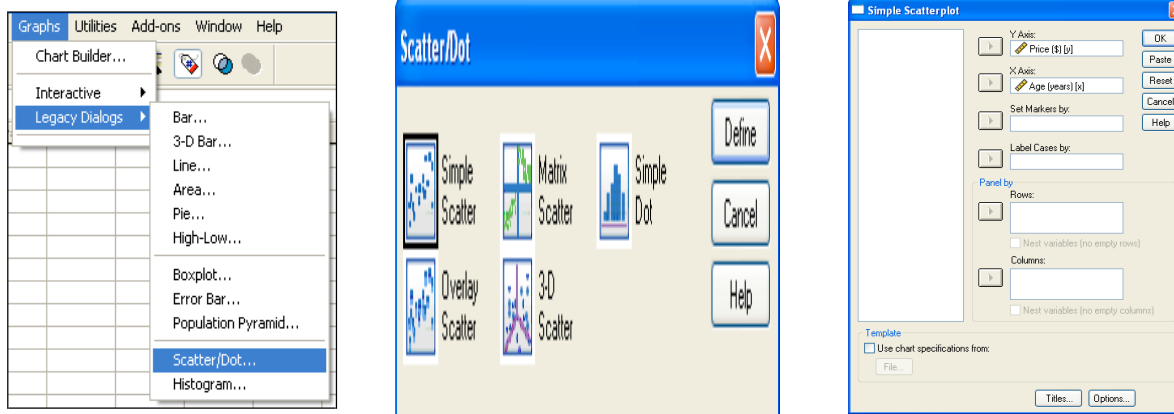 Graphs Utilities Add-ons Window Help
Chart Builder...
Interactive
Legacy Dialogs
Bar...
3-D Bar...
Line...
Area...
Pie...
High-Low...
Boxplot...
Error Bar...
Population Pyramid...
Scatter/Dot...
Histogram...
Scatter/Dot
Simple
Scatter
Matrix
Scatter
Simple
Dot
Overlay
Scatter
3-D
Scatter
Define
Cancel
Help
Simple Scatterplot
Y Axis:
Price ($) [y]
X Axis:
Age (years) [x]
Set Markers by:
Label Cases by:
Panel by
Rows:
Nest variables (no empty rows)
Columns:
Nest variables (no empty columns)
Template
Use chart specifications from:
File...
Titles... Options...
OK
Paste
Reset
Cancel
Help